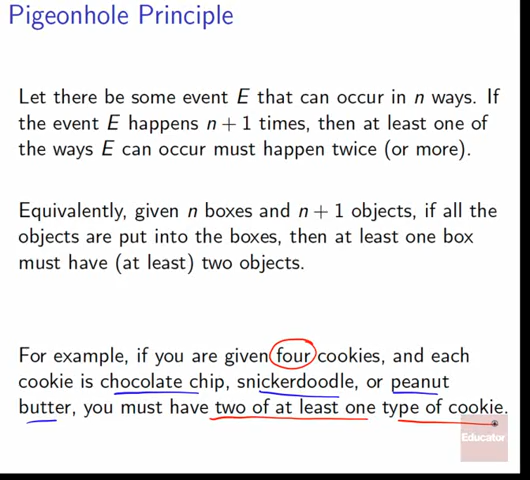 Pigeonhole Principle
Let there be some event E that can occur in n ways. If
the event E happens n + 1 times, then at least one of
the ways E can occur must happen twice (or more).
Equivalently, given n boxes and n + 1 objects, if all the
objects are put into the boxes, then at least one box
must have (at least) two objects.
For example, if you are given four cookies, and each
cookie is chocolate chip, snickerdoodle, or peanut
butter, you must have two of at least one type of cookie.
Educator